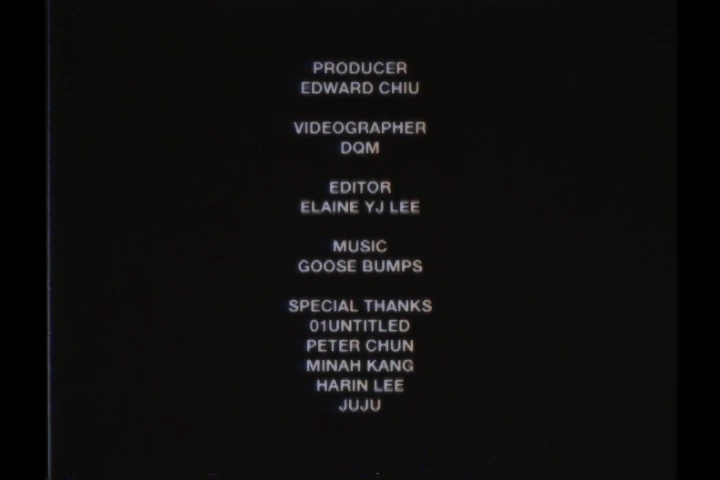 PRODUCER
EDWARD CHIU
VIDEOGRAPHER
DQM
EDITOR
ELAINE YJ LEE
MUSIC
GOOSE BUMPS
SPECIAL THANKS
01UNTITLED
PETER CHUN
MINAH KANG
HARIN LEE
JUJU